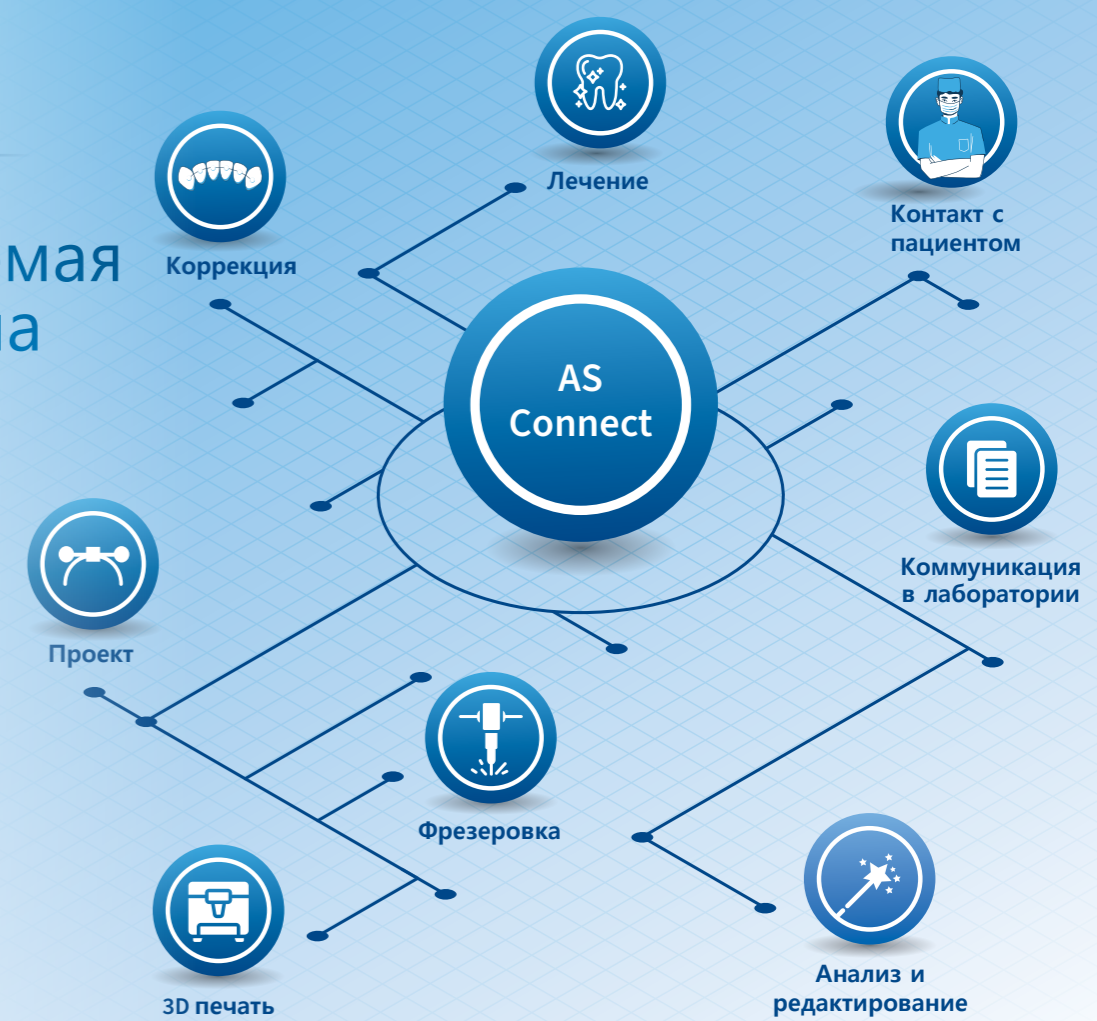 Лечение
Контакт с
пациентом
Коррекция
мая
на
AS
Connect
Коммуникация
в лаборатории
Проект
Фрезеровка
3D печать
Анализ и
редактирование